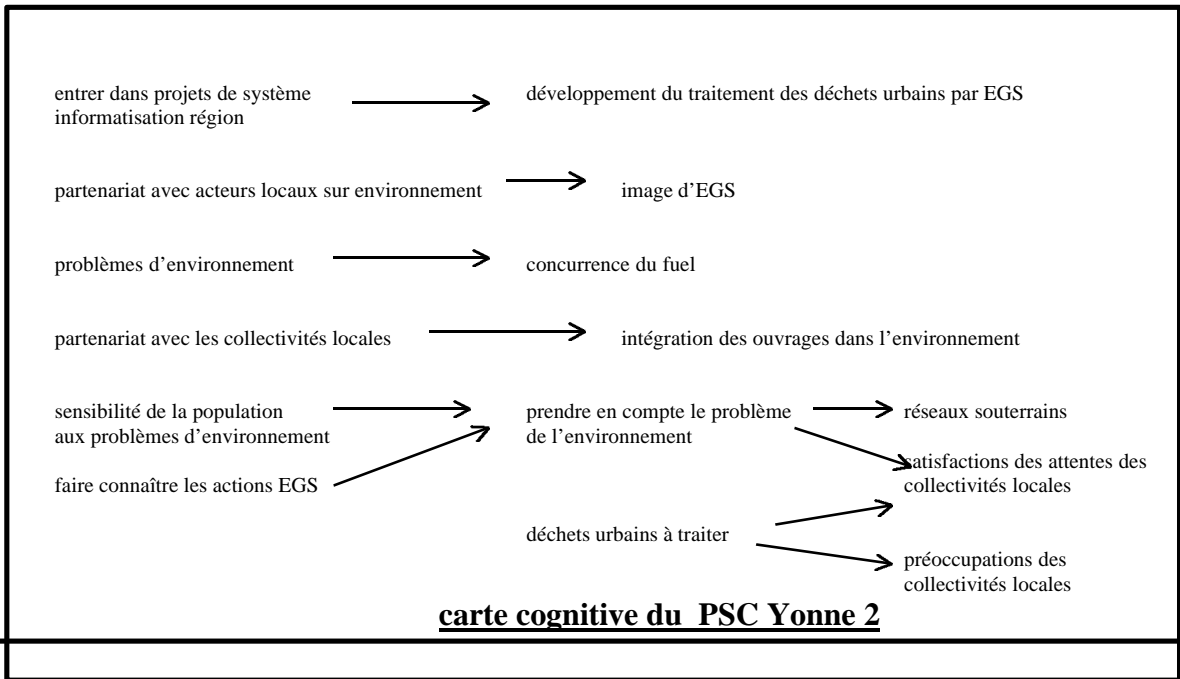 entrer dans projets de système
informatisation région
développement du traitement des déchets urbains par EGS
partenariat avec acteurs locaux sur environnement
image d'EGS
problèmes d'environnement
concurrence du fuel
partenariat avec les collectivités locales
intégration des ouvrages dans l'environnement
sensibilité de la population
aux problèmes d'environnement
prendre en compte le problème
de l'environnement
réseaux souterrains
faire connaître les actions EGS
satisfactions des attentes des
collectivités locales
déchets urbains à traiter
préoccupations des
collectivités locales
carte cognitive du PSC Yonne 2